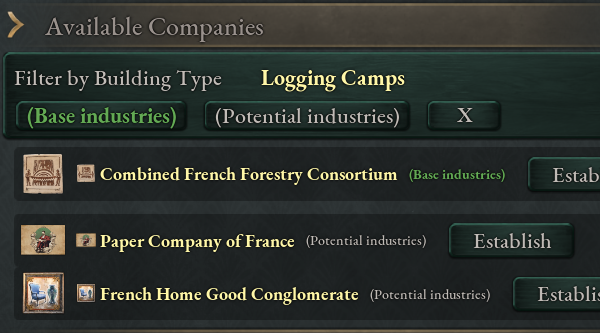 Available Companies
Filter by Building Type Logging Camps
(Base industries) (Potential industries) X
Combined French Forestry Consortium (Base industries) Estab
Paper Company of France (Potential industries) Establish
French Home Good Conglomerate (Potential industries) Establis